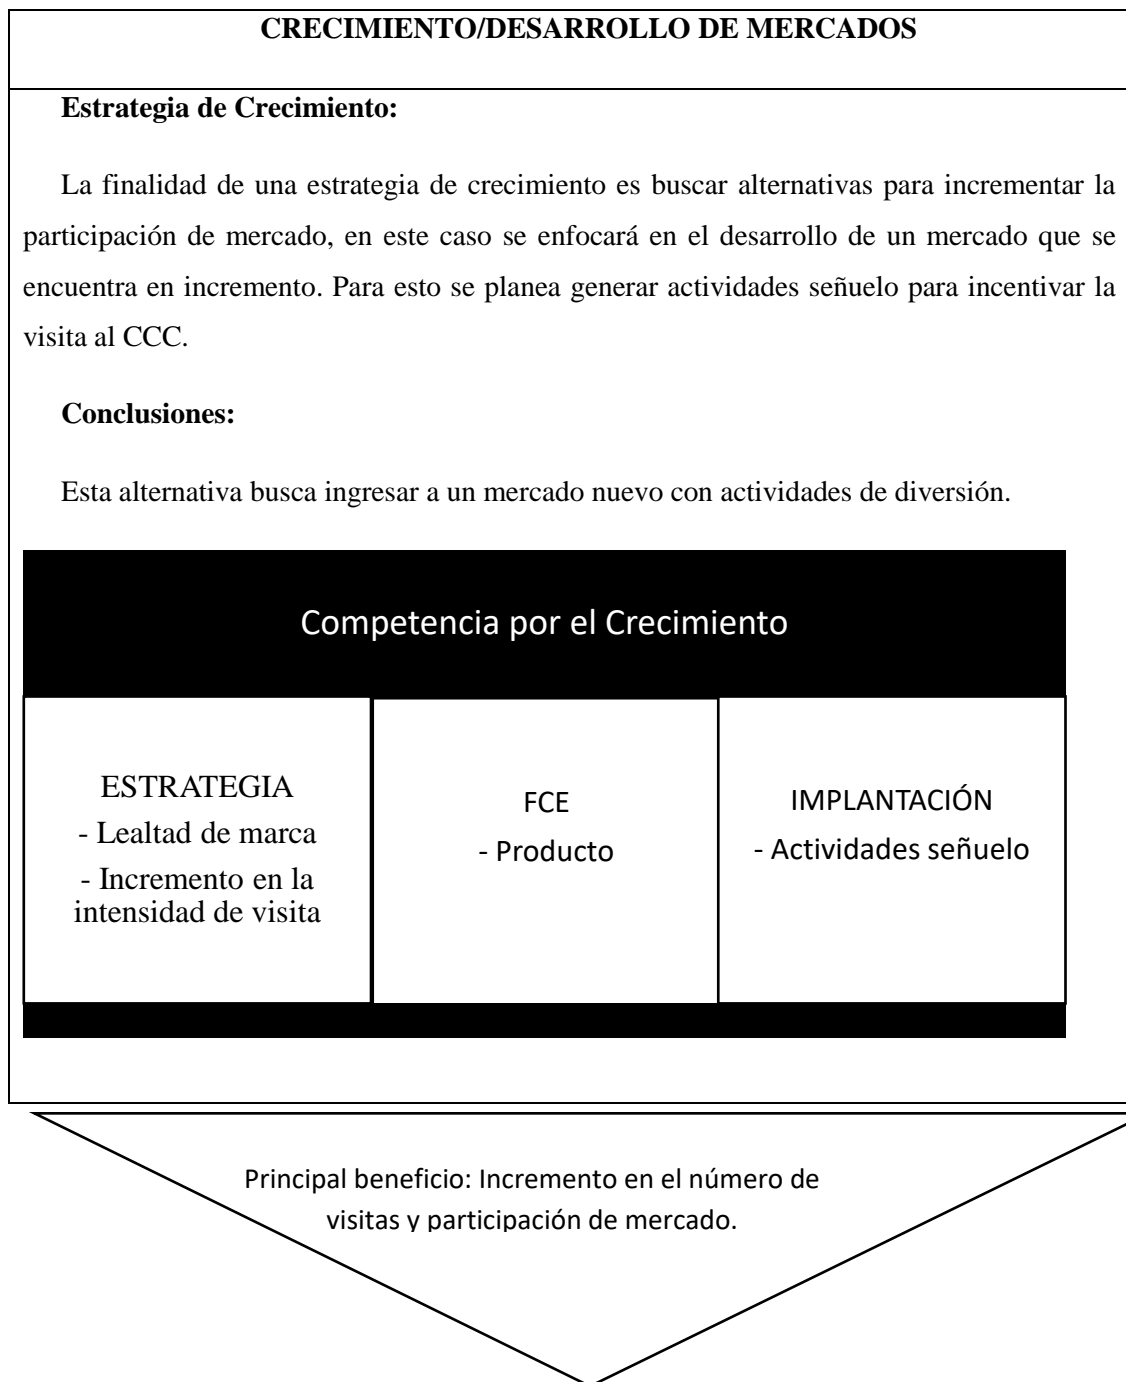 CRECIMIENTO/DESARROLLO DE MERCADOS
Estrategia de Crecimiento:
La finalidad de una estrategia de crecimiento es buscar alternativas para incrementar la
participación de mercado, en este caso se enfocará en el desarrollo de un mercado que se
encuentra en incremento. Para esto se planea generar actividades señuelo para incentivar la
visita al CCC.
Conclusiones:
Esta alternativa busca ingresar a un mercado nuevo con actividades de diversión.
Competencia por el Crecimiento
ESTRATEGIA
- Lealtad de marca
- Incremento en la
intensidad de visita
FCE
- Producto
IMPLANTACIÓN
- Actividades señuelo
Principal beneficio: Incremento en el número de
visitas y participación de mercado.